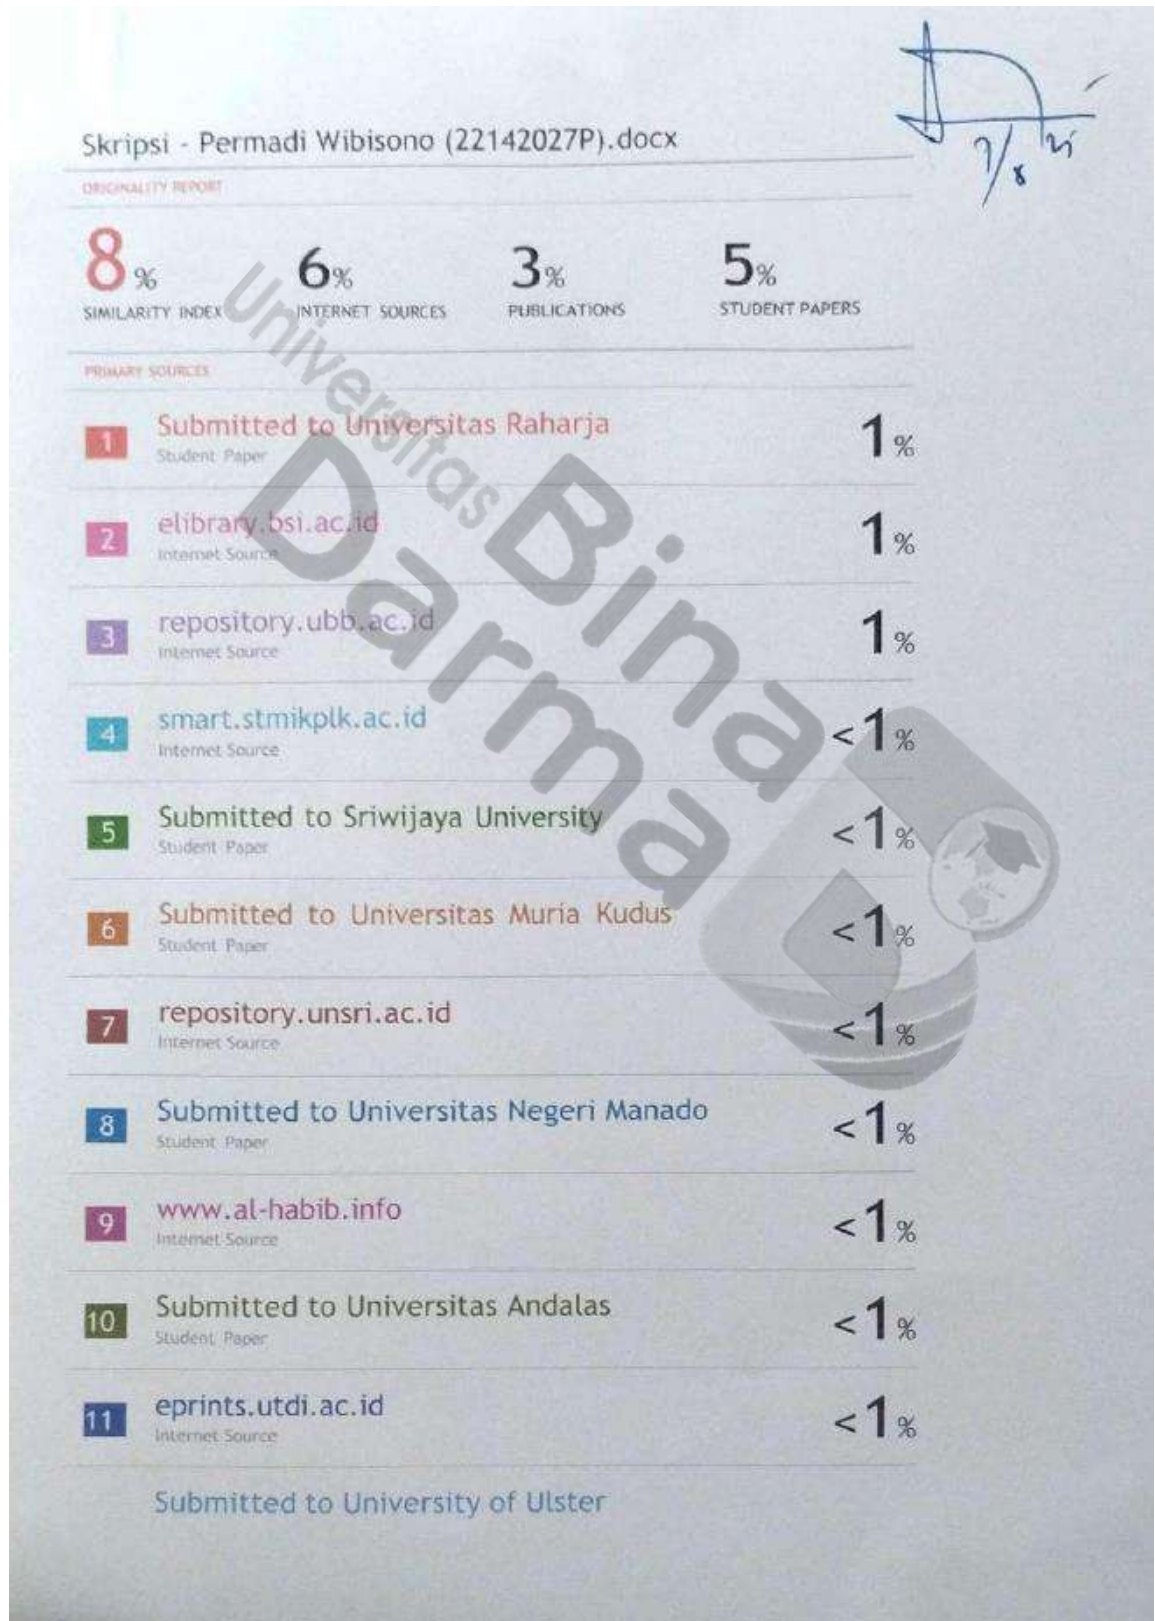 Skripsi - Permadi Wibisono (22142027P).docx
ORIGINALITY REPORT
8%
SIMILARITY INDEX
6%
INTERNET SOURCES
3%
PUBLICATIONS
5%
STUDENT PAPERS
PRIMARY SOURCES
1 Submitted to Universitas Raharja 1%
Student Paper
2 elibrary.bsi.ac.id 1%
Internet Source
3 repository.ubb.ac.id 1%
Internet Source
4 smart.stmikplk.ac.id <1%
Internet Source
5 Submitted to Sriwijaya University <1%
Student Paper
6 Submitted to Universitas Muria Kudus <1%
Student Paper
7 repository.unsri.ac.id <1%
Internet Source
8 Submitted to Universitas Negeri Manado <1%
Student Paper
9 www.al-habib.info <1%
Internet Source
10 Submitted to Universitas Andalas <1%
Student Paper
11 eprints.utdi.ac.id <1%
Internet Source
Submitted to University of Ulster
Universitas
Bina
Darma